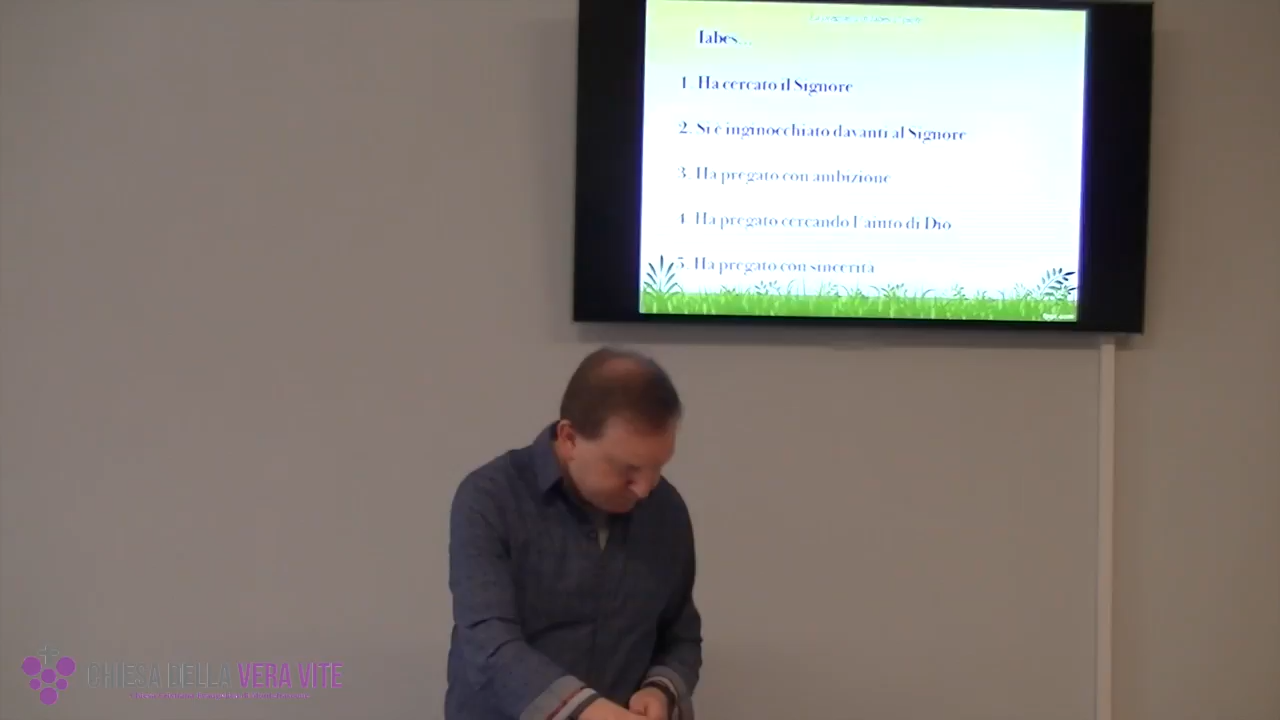 Iabes...
1. Ha cercato il Signore
2. Si è inginocchiato davanti al Signore
3. Ha pregato con ambizione
4. Ha pregato cercando l'aiuto di Dio
5. Ha pregato con sincerità
CHIESA DELLA VERA VITE